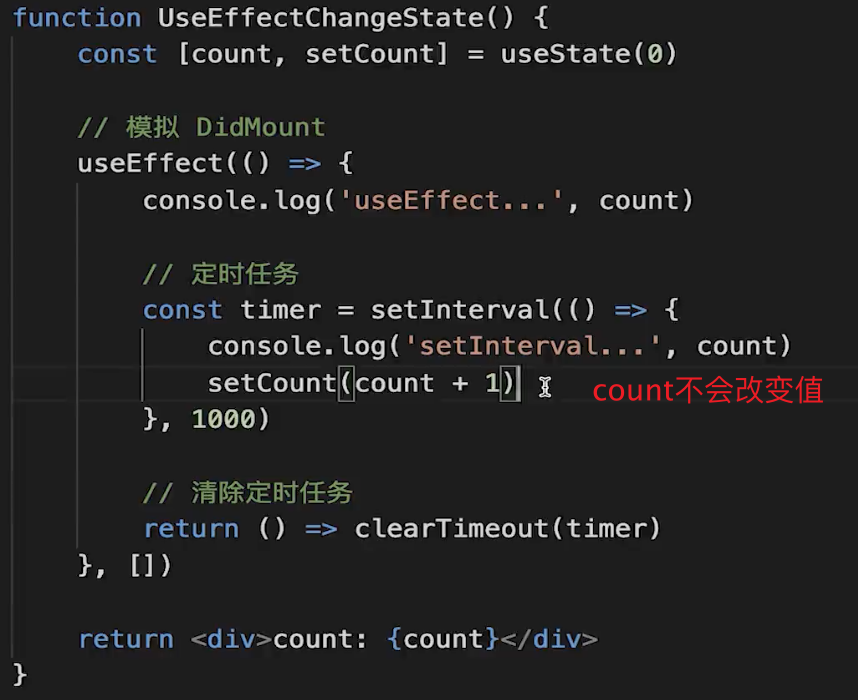 function UseEffectChangeState() {
const [count, setCount] = useState(0)
// 模拟 DidMount
useEffect(() => {
console.log('useEffect...', count)
// 定时任务
const timer = setInterval(() => {
console.log('setInterval...', count)
setCount(count + 1) count不会改变值
}, 1000)
// 清除定时任务
return () => clearTimeout(timer)
}, [])
return <div>count: {count}</div>
}